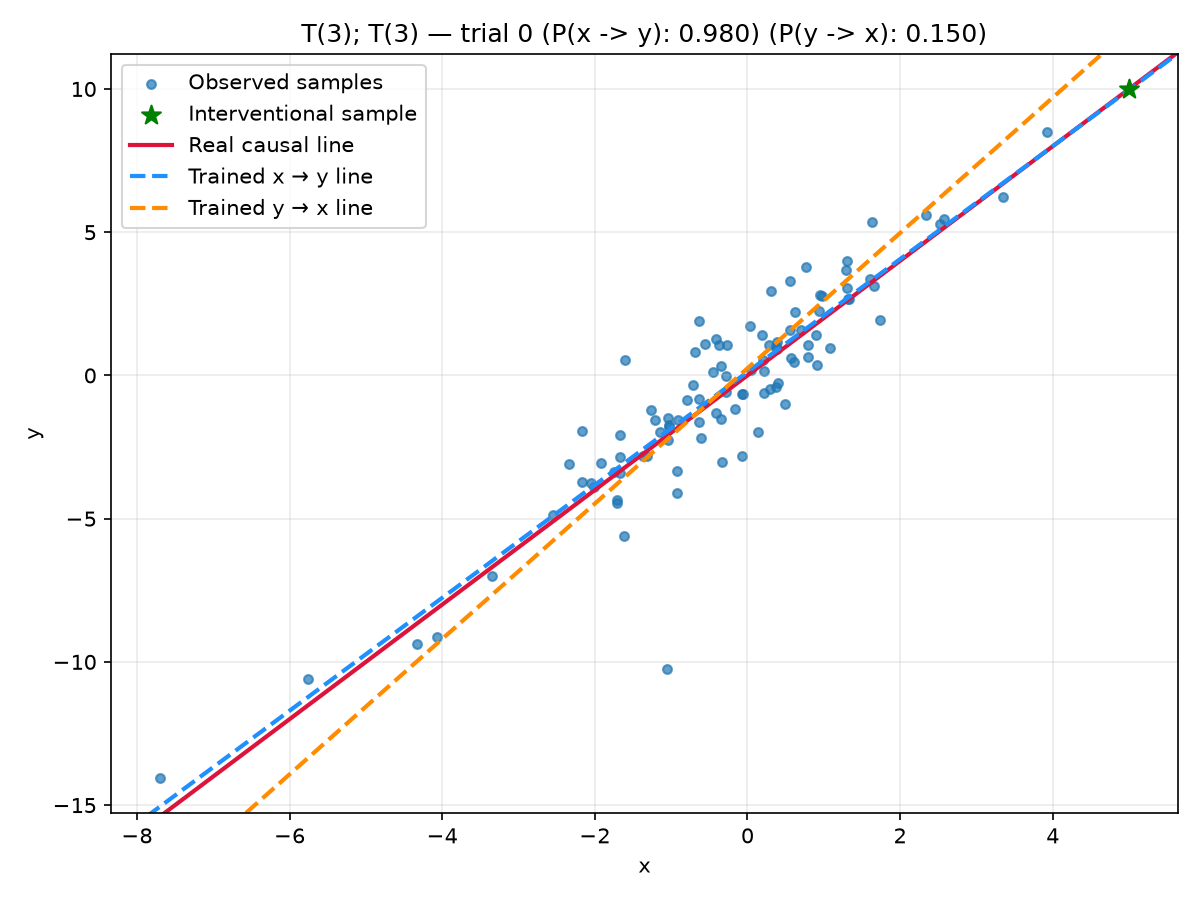 T(3); T(3) — trial 0 (P(x -> y): 0.980) (P(y -> x): 0.150)
Observed samples
Interventional sample
Real causal line
Trained x → y line
Trained y → x line
10
5
0
−5
−10
−15
y
−8 −6 −4 −2 0 2 4
x